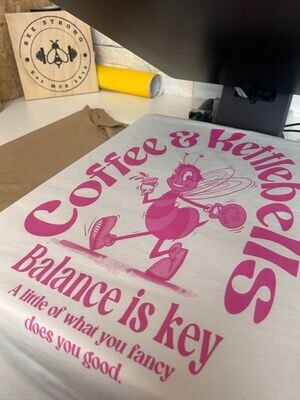 BEE STRONG
Coffee & Kettlebells
Balance is key
A little of what you fancy
does you good.